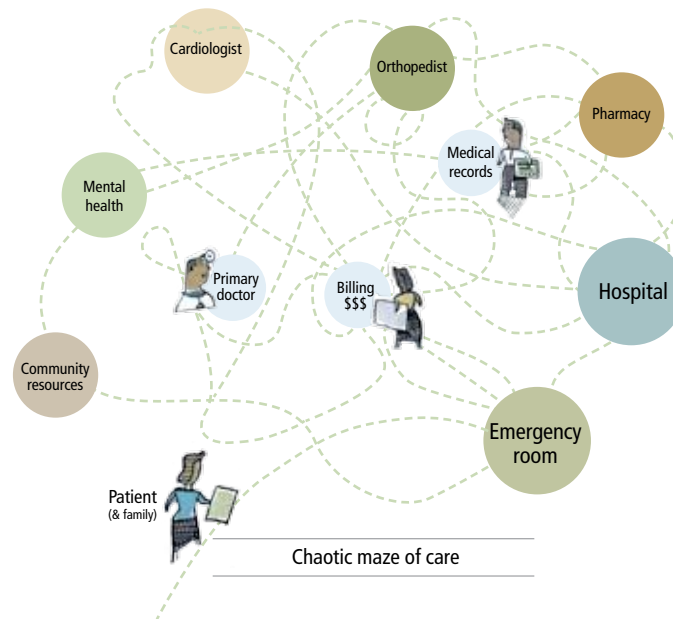 Cardiologist
Orthopedist
Pharmacy
Medical
records
Mental
health
Primary
doctor
Billing
$$$
Hospital
Community
resources
Emergency
room
Patient
(& family)
Chaotic maze of care